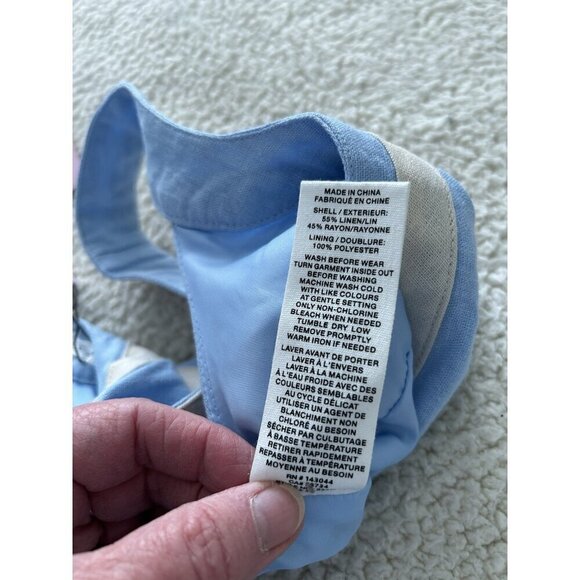 MADE IN CHINA
FABRIQUÉ EN CHINE
SHELL / EXTERIEUR:
55% LINEN/LIN
45% RAYON/RAYONNE
LINING / DOUBLURE:
100% POLYESTER
WASH BEFORE WEAR
TURN GARMENT INSIDE OUT
BEFORE WASHING
MACHINE WASH COLD
WITH LIKE COLOURS
AT GENTLE SETTING
ONLY NON-CHLORINE
BLEACH WHEN NEEDED
TUMBLE DRY LOW
REMOVE PROMPTLY
WARM IRON IF NEEDED
LAVER AVANT DE PORTER
LAVER À L'ENVERS
LAVER À LA MACHINE
À L'EAU FROIDE AVEC DES
COULEURS SEMBLABLES
AU CYCLE DÉLICAT
UTILISER UN AGENT DE
BLANCHIMENT NON
CHLORÉ AU BESOIN
SÉCHER PAR CULBUTAGE
À BASSE TEMPÉRATURE
RETIRER RAPIDEMENT
REPASSER À TEMPÉRATURE
MOYENNE AU BESOIN
RN # 143044